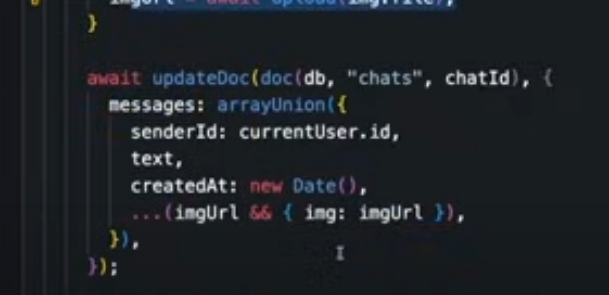 imgUrl = await upload(img.file);
}
await updateDoc(doc(db, "chats", chatId), {
messages: arrayUnion({
senderId: currentUser.id,
text,
createdAt: new Date(),
...(imgUrl && { img: imgUrl }),
}),
});